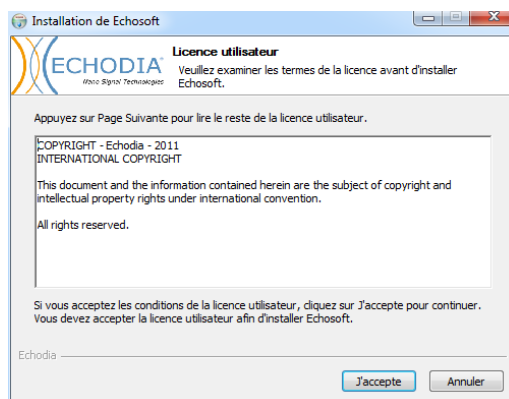 Installation de Echosoft
ECHODIA
Wave Signal Technologies
Licence utilisateur
Veuillez examiner les termes de la licence avant d'installer
Echosoft.
Appuyez sur Page Suivante pour lire le reste de la licence utilisateur.
COPYRIGHT - Echodia - 2011
INTERNATIONAL COPYRIGHT
This document and the information contained herein are the subject of copyright and
intellectual property rights under international convention.
All rights reserved.
Si vous acceptez les conditions de la licence utilisateur, cliquez sur J'accepte pour continuer.
Vous devez accepter la licence utilisateur afin d'installer Echosoft.
Echodia
J'accepte
Annuler